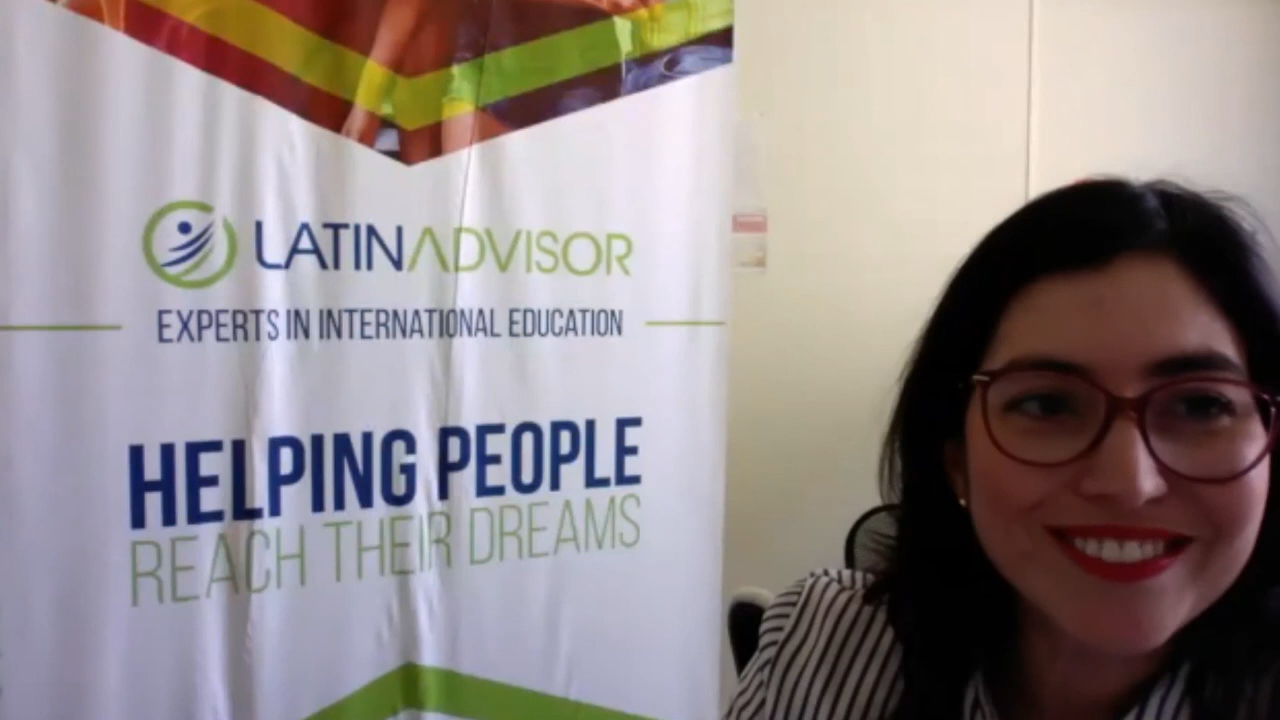 LATINADVISOR
EXPERTS IN INTERNATIONAL EDUCATION
HELPING PEOPLE
REACH THEIR DREAMS